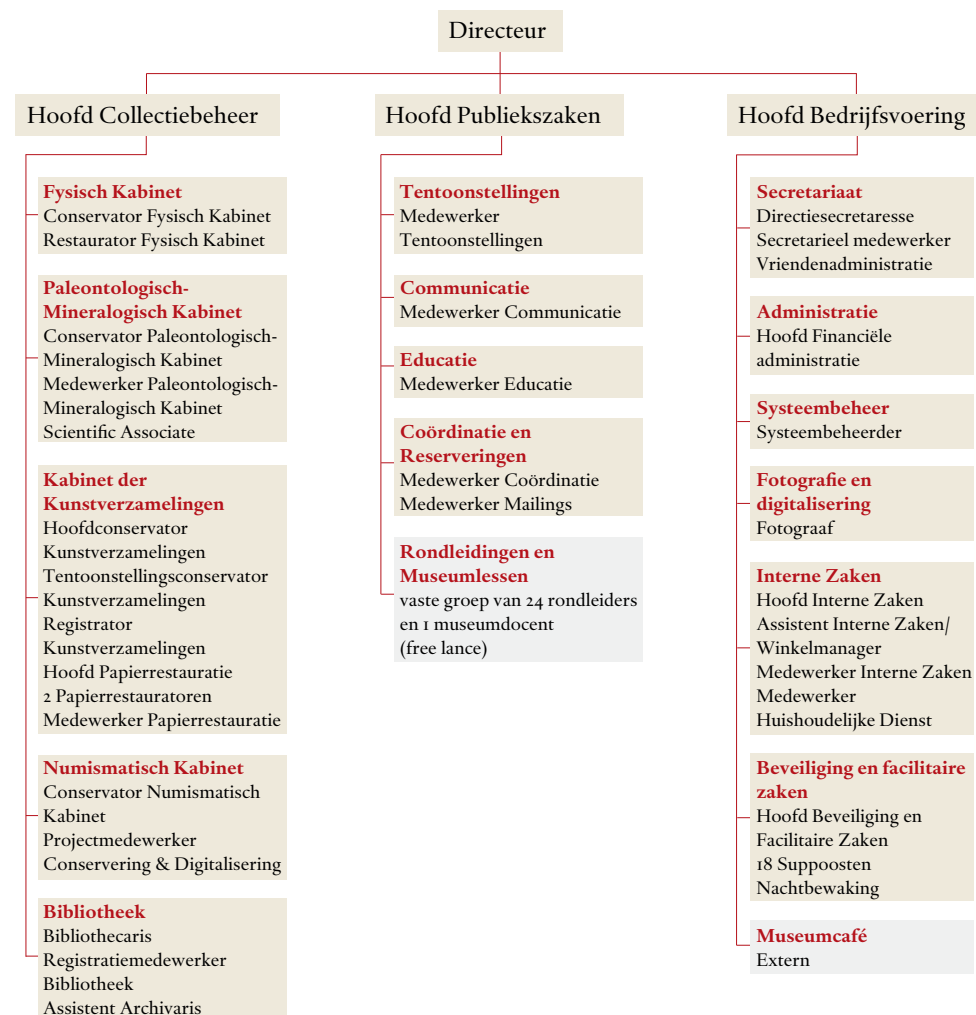 Directeur
Hoofd Collectiebeheer
Fysisch Kabinet
Conservator Fysisch Kabinet
Restaurator Fysisch Kabinet
Paleontologisch-
Mineralogisch Kabinet
Conservator Paleontologisch-
Mineralogisch Kabinet
Medewerker Paleontologisch-
Mineralogisch Kabinet
Scientific Associate
Kabinet der
Kunstverzamelingen
Hoofdconservator
Kunstverzamelingen
Tentoonstellingsconservator
Kunstverzamelingen
Registrator
Kunstverzamelingen
Hoofd Papierrestauratie
2 Papierrestauratoren
Medewerker Papierrestauratie
Numismatisch Kabinet
Conservator Numismatisch
Kabinet
Projectmedewerker
Conservering & Digitalisering
Bibliotheek
Bibliothecaris
Registratiemedewerker
Bibliotheek
Assistent Archivaris
Hoofd Publiekszaken
Tentoonstellingen
Medewerker
Tentoonstellingen
Communicatie
Medewerker Communicatie
Educatie
Medewerker Educatie
Coördinatie en
Reserveringen
Medewerker Coördinatie
Medewerker Mailings
Rondleidingen en
Museumlessen
vaste groep van 24 rondleiders
en 1 museumdocent
(free lance)
Hoofd Bedrijfsvoering
Secretariaat
Directiesecretaresse
Secretarieel medewerker
Vriendenadministratie
Administratie
Hoofd Financiële
administratie
Systeembeheer
Systeembeheerder
Fotografie en
digitalisering
Fotograaf
Interne Zaken
Hoofd Interne Zaken
Assistent Interne Zaken/
Winkelmanager
Medewerker Interne Zaken
Medewerker
Huishoudelijke Dienst
Beveiliging en facilitaire
zaken
Hoofd Beveiliging en
Facilitaire Zaken
18 Suppoosten
Nachtbewaking
Museumcafé
Extern